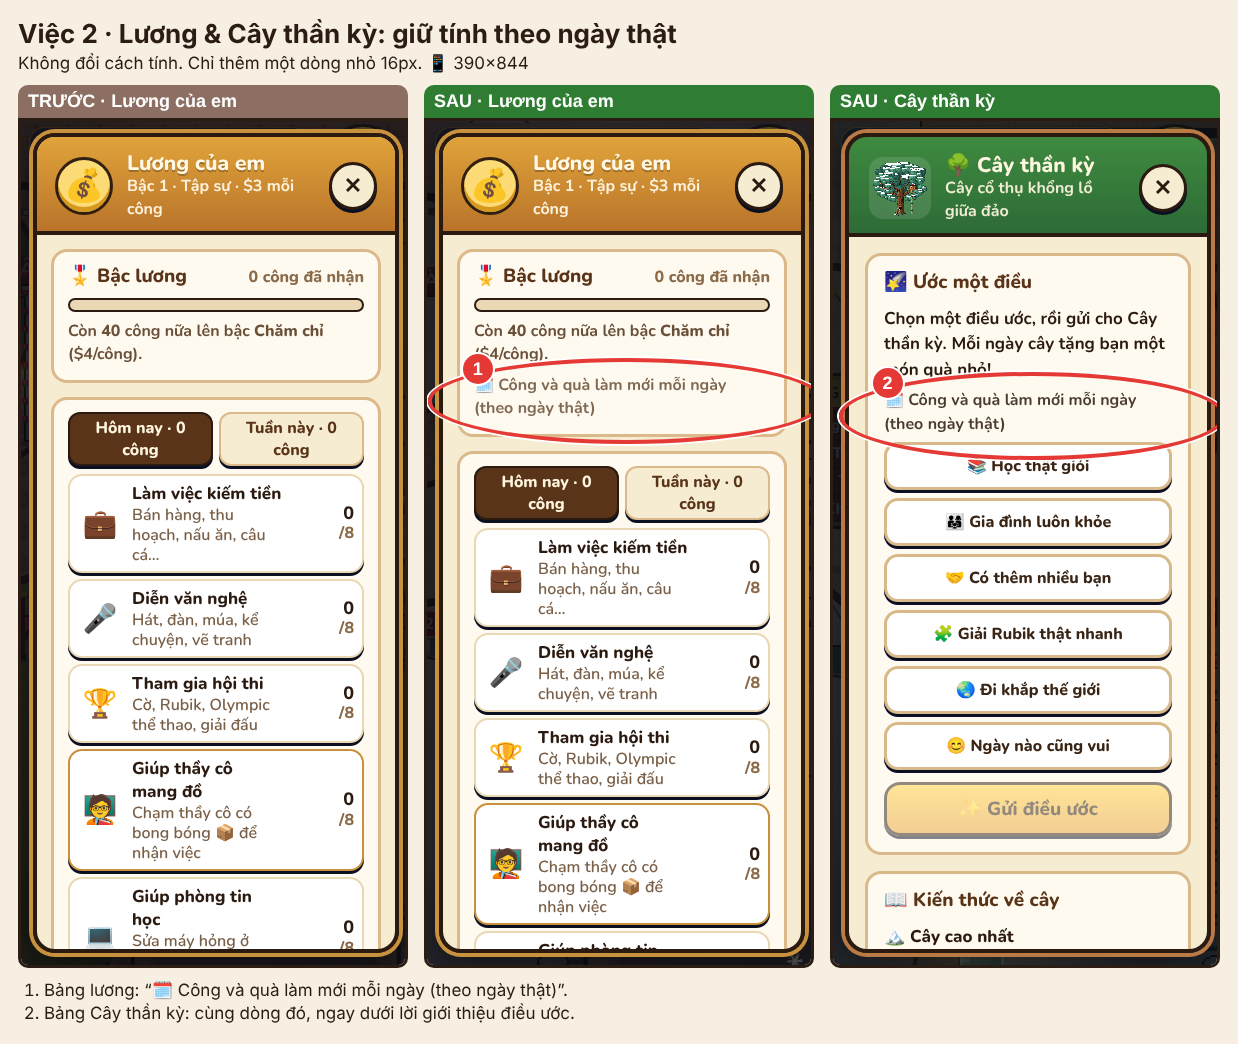 Việc 2 · Lương & Cây thần kỳ: giữ tính theo ngày thật
Không đổi cách tính. Chỉ thêm một dòng nhỏ 16px. 📱 390×844
TRƯỚC · Lương của em
Lương của em
Bậc 1 · Tập sự · $3 mỗi
công
✕
🎖️ Bậc lương
0 công đã nhận
Còn 40 công nữa lên bậc Chăm chỉ
($4/công).
Hôm nay · 0
công
Tuần này · 0
công
Làm việc kiếm tiền
Bán hàng, thu
hoạch, nấu ăn, câu
cá...
0
/8
Diễn văn nghệ
Hát, đàn, múa, kể
chuyện, vẽ tranh
0
/8
Tham gia hội thi
Cờ, Rubik, Olympic
thể thao, giải đấu
0
/8
Giúp thầy cô
mang đồ
Chạm thầy cô có
bong bóng 📦 để
nhận việc
0
/8
Giúp phòng tin
học
Sửa máy hỏng ở
0
/8
SAU · Lương của em
Lương của em
Bậc 1 · Tập sự · $3 mỗi
công
✕
🎖️ Bậc lương
0 công đã nhận
Còn 40 công nữa lên bậc Chăm chỉ
($4/công).
1
🗓️ Công và quà làm mới mỗi ngày
(theo ngày thật)
Hôm nay · 0
công
Tuần này · 0
công
Làm việc kiếm tiền
Bán hàng, thu
hoạch, nấu ăn, câu
cá...
0
/8
Diễn văn nghệ
Hát, đàn, múa, kể
chuyện, vẽ tranh
0
/8
Tham gia hội thi
Cờ, Rubik, Olympic
thể thao, giải đấu
0
/8
Giúp thầy cô
mang đồ
Chạm thầy cô có
bong bóng 📦 để
nhận việc
0
/8
Giúp phòng tin
SAU · Cây thần kỳ
🌳 Cây thần kỳ
Cây cổ thụ khổng lồ
giữa đảo
✕
🌠 Ước một điều
Chọn một điều ước, rồi gửi cho Cây
thần kỳ. Mỗi ngày cây tặng bạn một
món quà nhỏ!
2
🗓️ Công và quà làm mới mỗi ngày
(theo ngày thật)
📚 Học thật giỏi
👨‍👩‍👧 Gia đình luôn khỏe
🤝 Có thêm nhiều bạn
🧩 Giải Rubik thật nhanh
🌏 Đi khắp thế giới
😊 Ngày nào cũng vui
✨ Gửi điều ước
📖 Kiến thức về cây
🏔️ Cây cao nhất
1. Bảng lương: “🗓️ Công và quà làm mới mỗi ngày (theo ngày thật)”.
2. Bảng Cây thần kỳ: cùng dòng đó, ngay dưới lời giới thiệu điều ước.